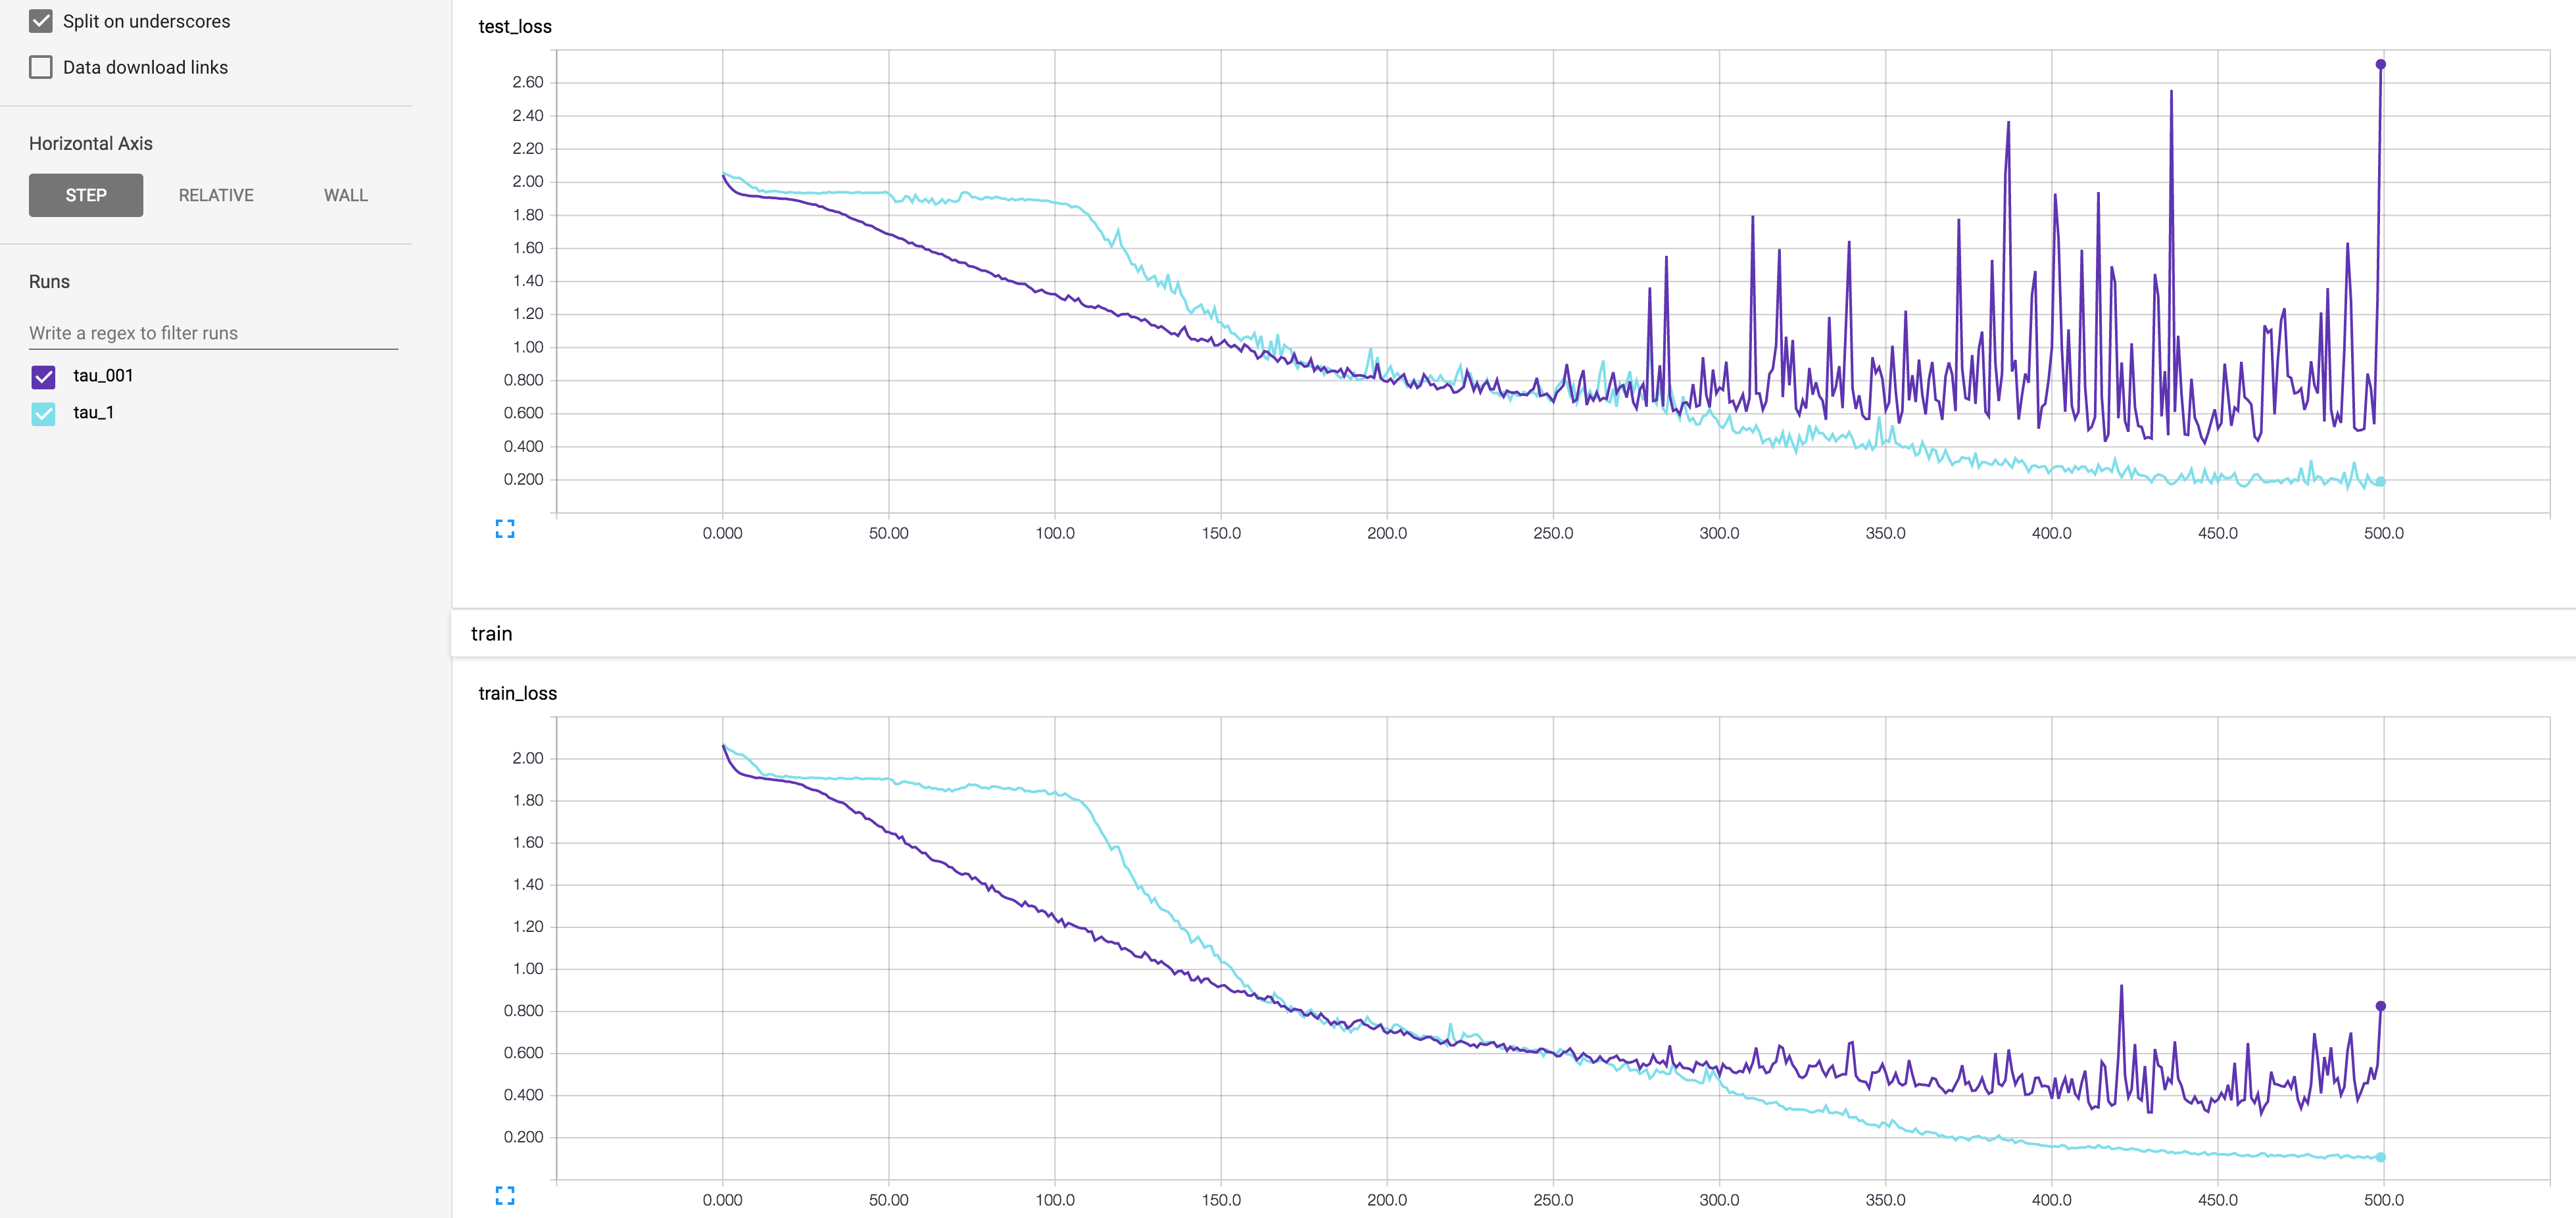 Split on underscores
Data download links
Horizontal Axis
STEP RELATIVE WALL
Runs
Write a regex to filter runs
tau_001
tau_1
test_loss
2.60
2.40
2.20
2.00
1.80
1.60
1.40
1.20
1.00
0.800
0.600
0.400
0.200
0.000 50.00 100.0 150.0 200.0 250.0 300.0 350.0 400.0 450.0 500.0
train
train_loss
2.00
1.80
1.60
1.40
1.20
1.00
0.800
0.600
0.400
0.200
0.000 50.00 100.0 150.0 200.0 250.0 300.0 350.0 400.0 450.0 500.0